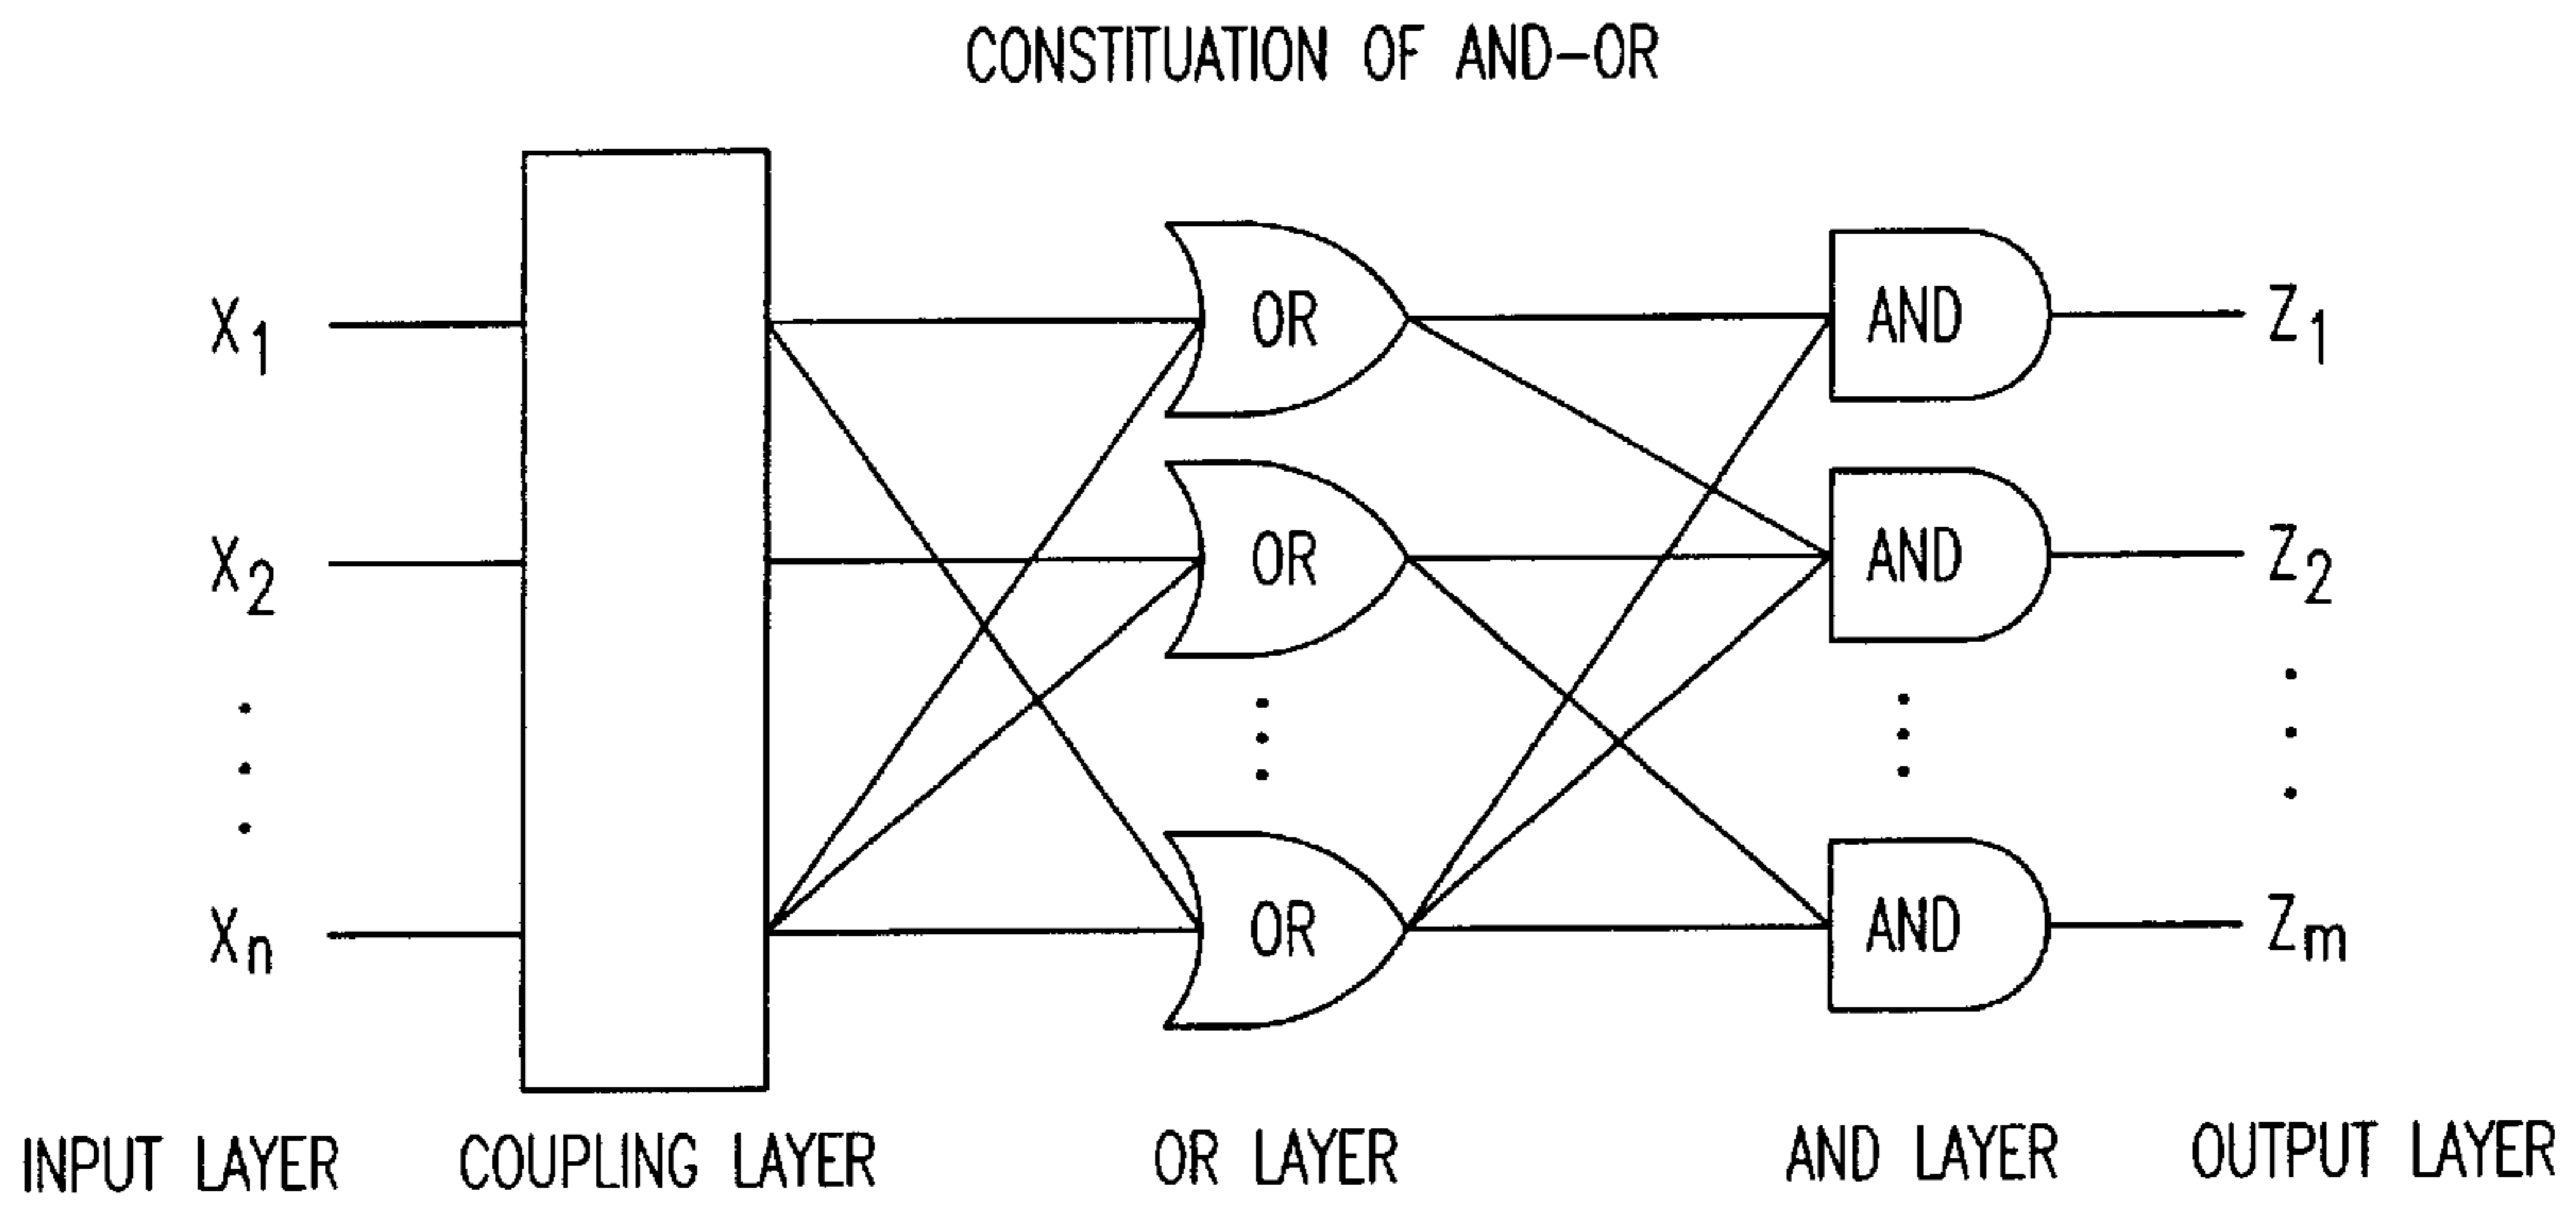 CONSTITUATION OF AND-OR
X1 OR AND Z1
X2 OR AND Z2
Xn OR AND Zm
INPUT LAYER COUPLING LAYER OR LAYER AND LAYER OUTPUT LAYER